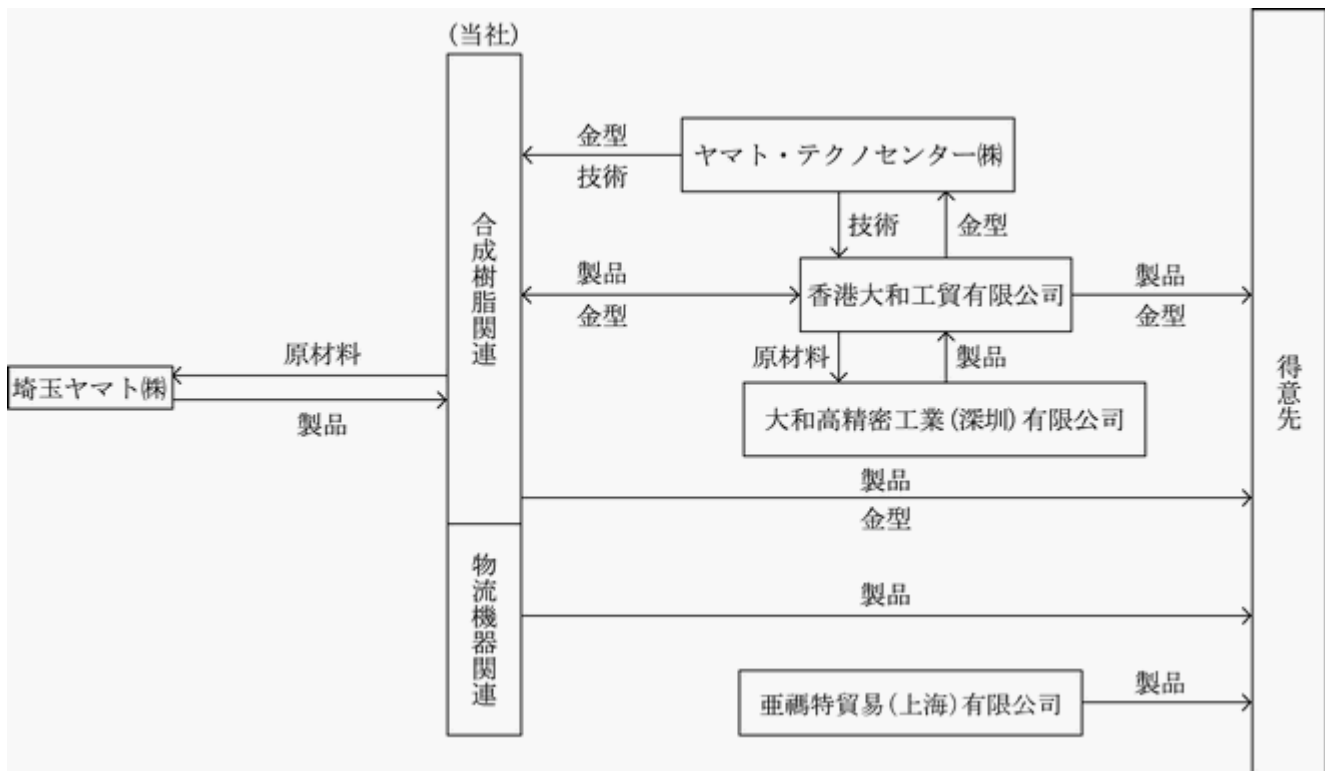 (当社)
金型
技術
ヤマト・テクノセンター㈱
技術
金型
合成樹脂関連
製品
金型
香港大和工貿有限公司
製品
金型
原材料
埼玉ヤマト㈱
製品
原材料
製品
大和高精密工業(深圳)有限公司
得意先
製品
金型
物流機器関連
製品
亜禡特貿易(上海)有限公司
製品